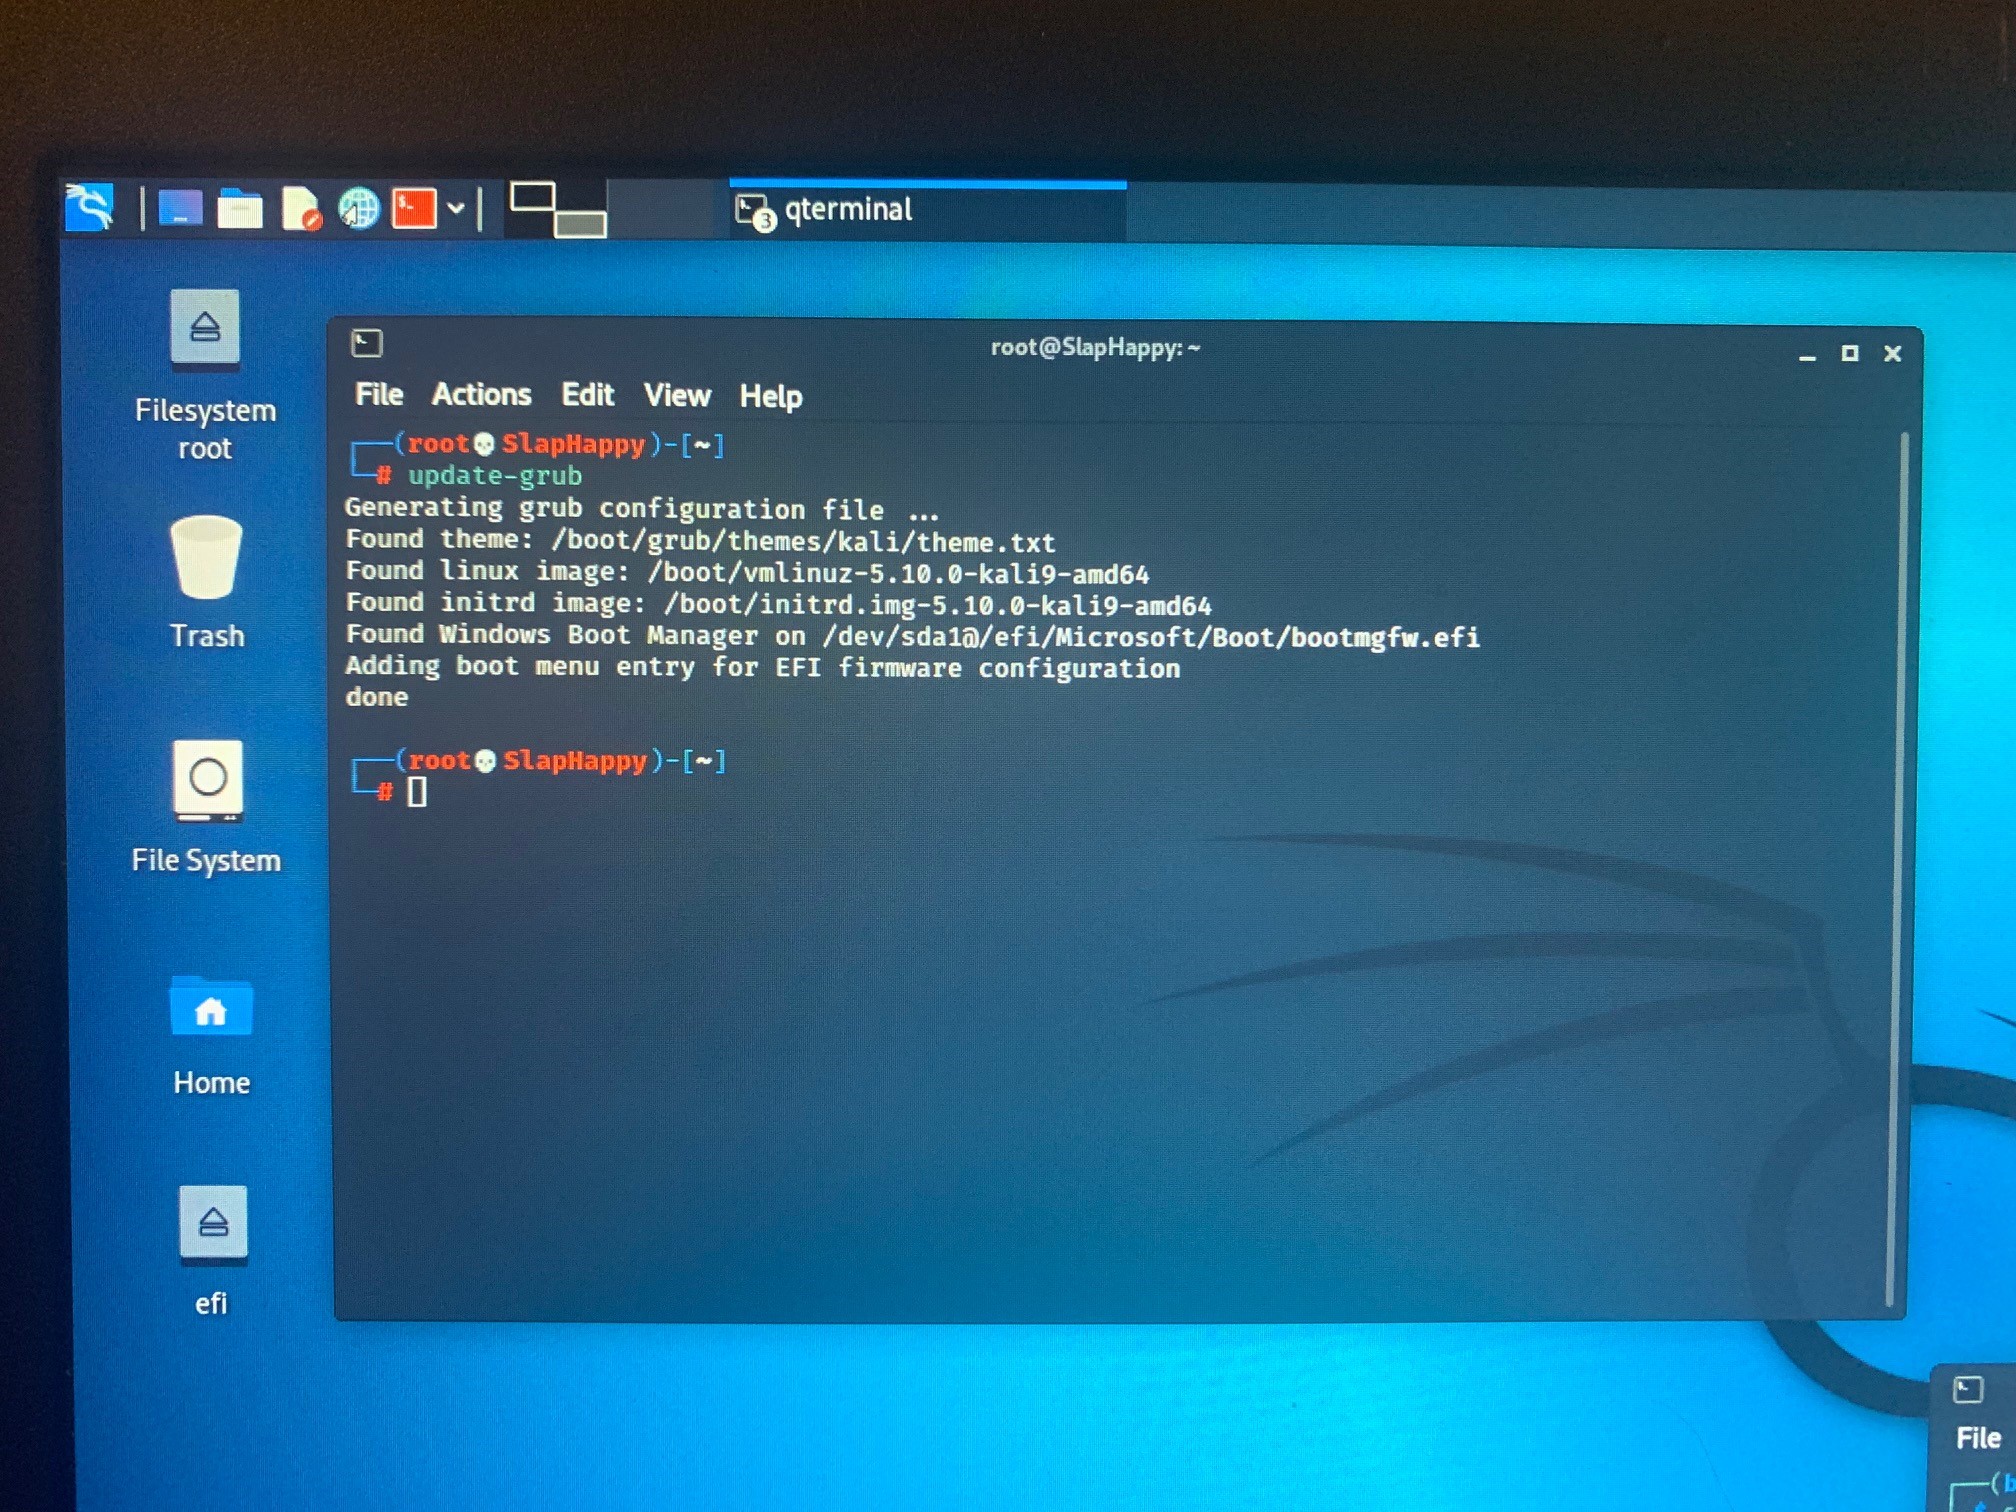 3 qterminal
Filesystem
root
Trash
File System
Home
efi
root@SlapHappy: ~
File Actions Edit View Help
┌──(root💀SlapHappy)-[~]
└─# update-grub
Generating grub configuration file ...
Found theme: /boot/grub/themes/kali/theme.txt
Found linux image: /boot/vmlinuz-5.10.0-kali9-amd64
Found initrd image: /boot/initrd.img-5.10.0-kali9-amd64
Found Windows Boot Manager on /dev/sda1@/efi/Microsoft/Boot/bootmgfw.efi
Adding boot menu entry for EFI firmware configuration
done
┌──(root💀SlapHappy)-[~]
└─#
File